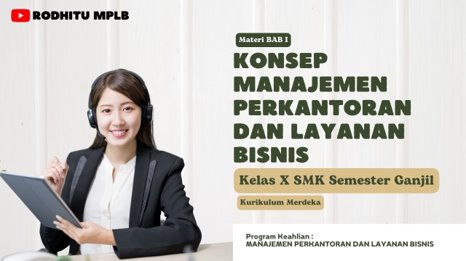 RODHITU MPLB
Materi BAB I
KONSEP
MANAJEMEN
PERKANTORAN
DAN LAYANAN
BISNIS
Kelas X SMK Semester Ganjil
Kurikulum Merdeka
Program Keahlian :
MANAJEMEN PERKANTORAN DAN LAYANAN BISNIS